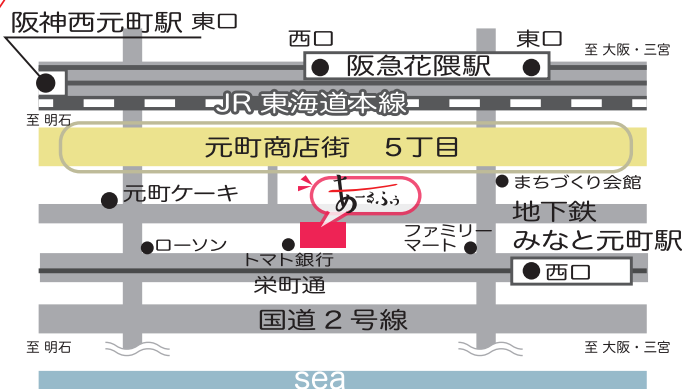 阪神西元町駅 東口
西口
東口
至 大阪・三宮
阪急花隈駅
JR 東海道本線
至 明石
元町商店街 5丁目
まちづくり会館
元町ケーキ
あーるふぅ
地下鉄
みなと元町駅
ファミリー
マート
ローソン
トマト銀行
西口
栄町通
国道2号線
至 明石
至 大阪・三宮
sea